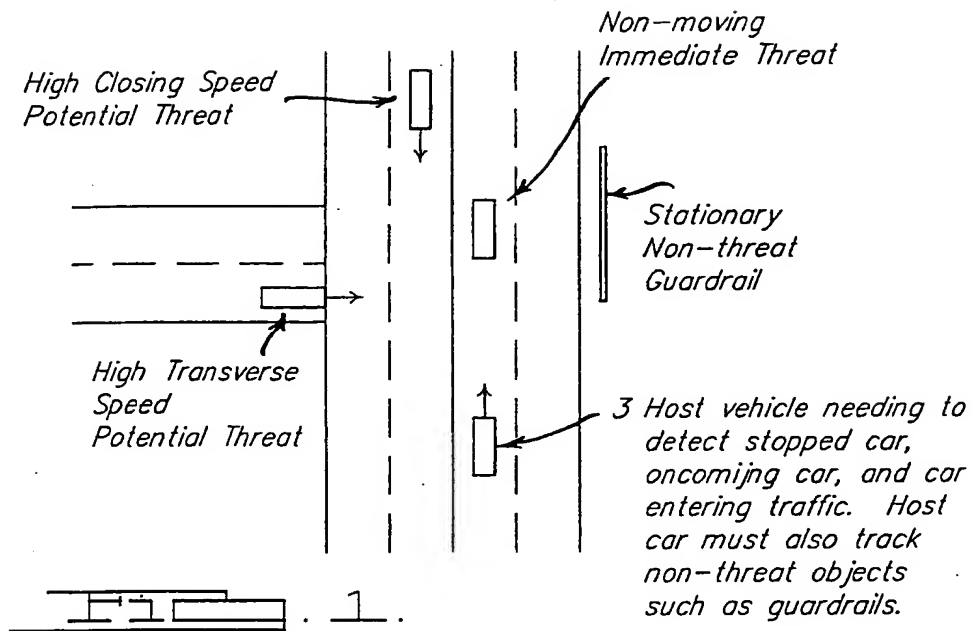 Non-moving
Immediate Threat
High Closing Speed
Potential Threat
Stationary
Non-threat
Guardrail
High Transverse
Speed
Potential Threat
3 Host vehicle needing to
detect stopped car,
oncomijng car, and car
entering traffic. Host
car must also track
non-threat objects
such as guardrails.